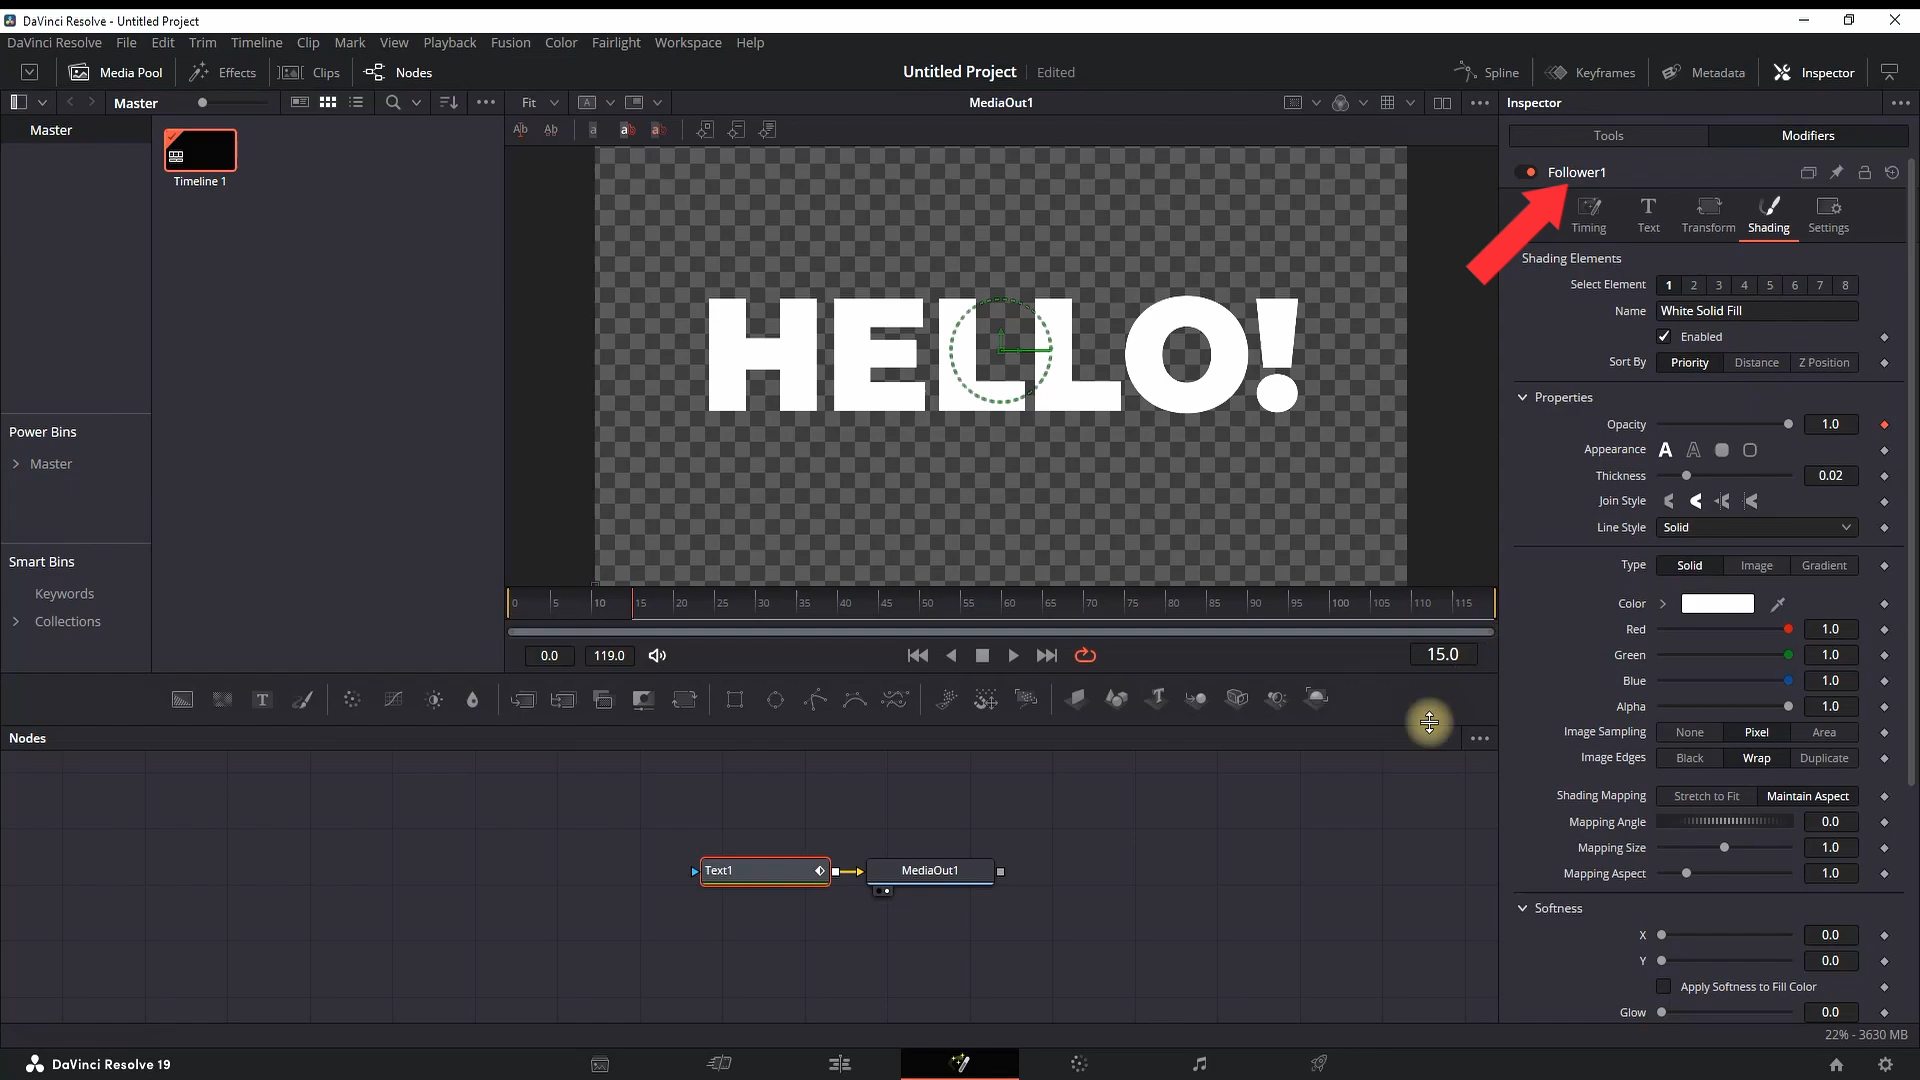 DaVinci Resolve - Untitled Project
DaVinci Resolve File Edit Trim Timeline Clip Mark View Playback Fusion Color Fairlight Workspace Help
Media Pool Effects Clips Nodes Untitled Project Edited Spline Keyframes Metadata Inspector
Master Fit A MediaOut1 Inspector
Master
Timeline 1
Tools Modifiers
Follower1
Timing Text Transform Shading Settings
Shading Elements
Select Element 1 2 3 4 5 6 7 8
Name White Solid Fill
Enabled
Sort By Priority Distance Z Position
HELLO!
Properties
Opacity 1.0
Appearance
Thickness 0.02
Join Style
Line Style Solid
Type Solid Image Gradient
Color
Red 1.0
Green 1.0
Blue 1.0
Alpha 1.0
Image Sampling None Pixel Area
Image Edges Black Wrap Duplicate
Shading Mapping Stretch to Fit Maintain Aspect
Mapping Angle 0.0
Mapping Size 1.0
Mapping Aspect 1.0
Softness
X 0.0
Y 0.0
Apply Softness to Fill Color
Glow 0.0
Power Bins
Master
Smart Bins
Keywords
Collections
0 5 10 15 20 25 30 35 40 45 50 55 60 65 70 75 80 85 90 95 100 105 110 115
0.0 119.0 15.0
Nodes
Text1 MediaOut1
22% - 3630 MB
DaVinci Resolve 19